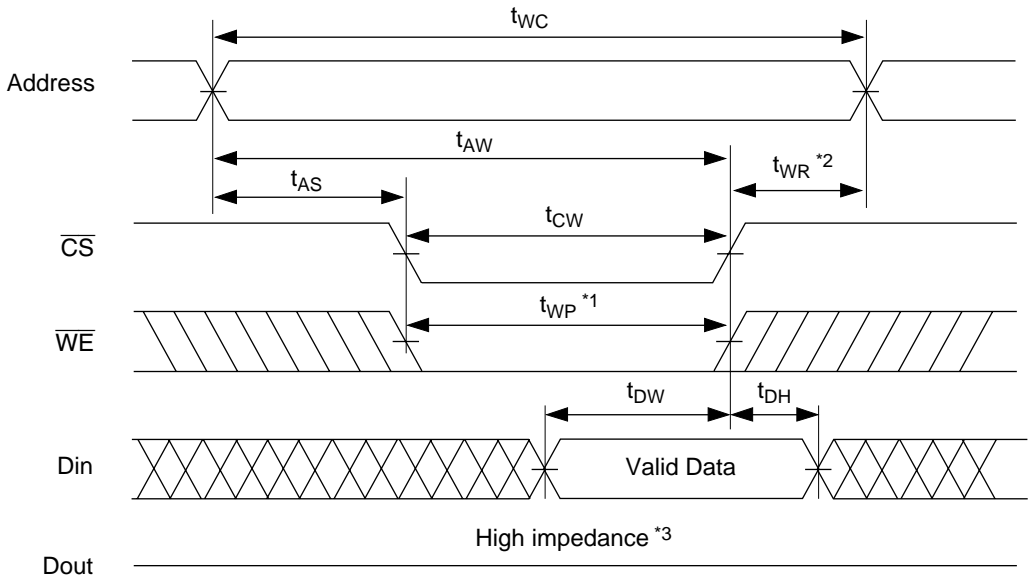 tWC
Address
tAW
tWR *2
tAS
CS
tCW
WE
tWP *1
tDW
tDH
Din
Valid Data
High impedance *3
Dout